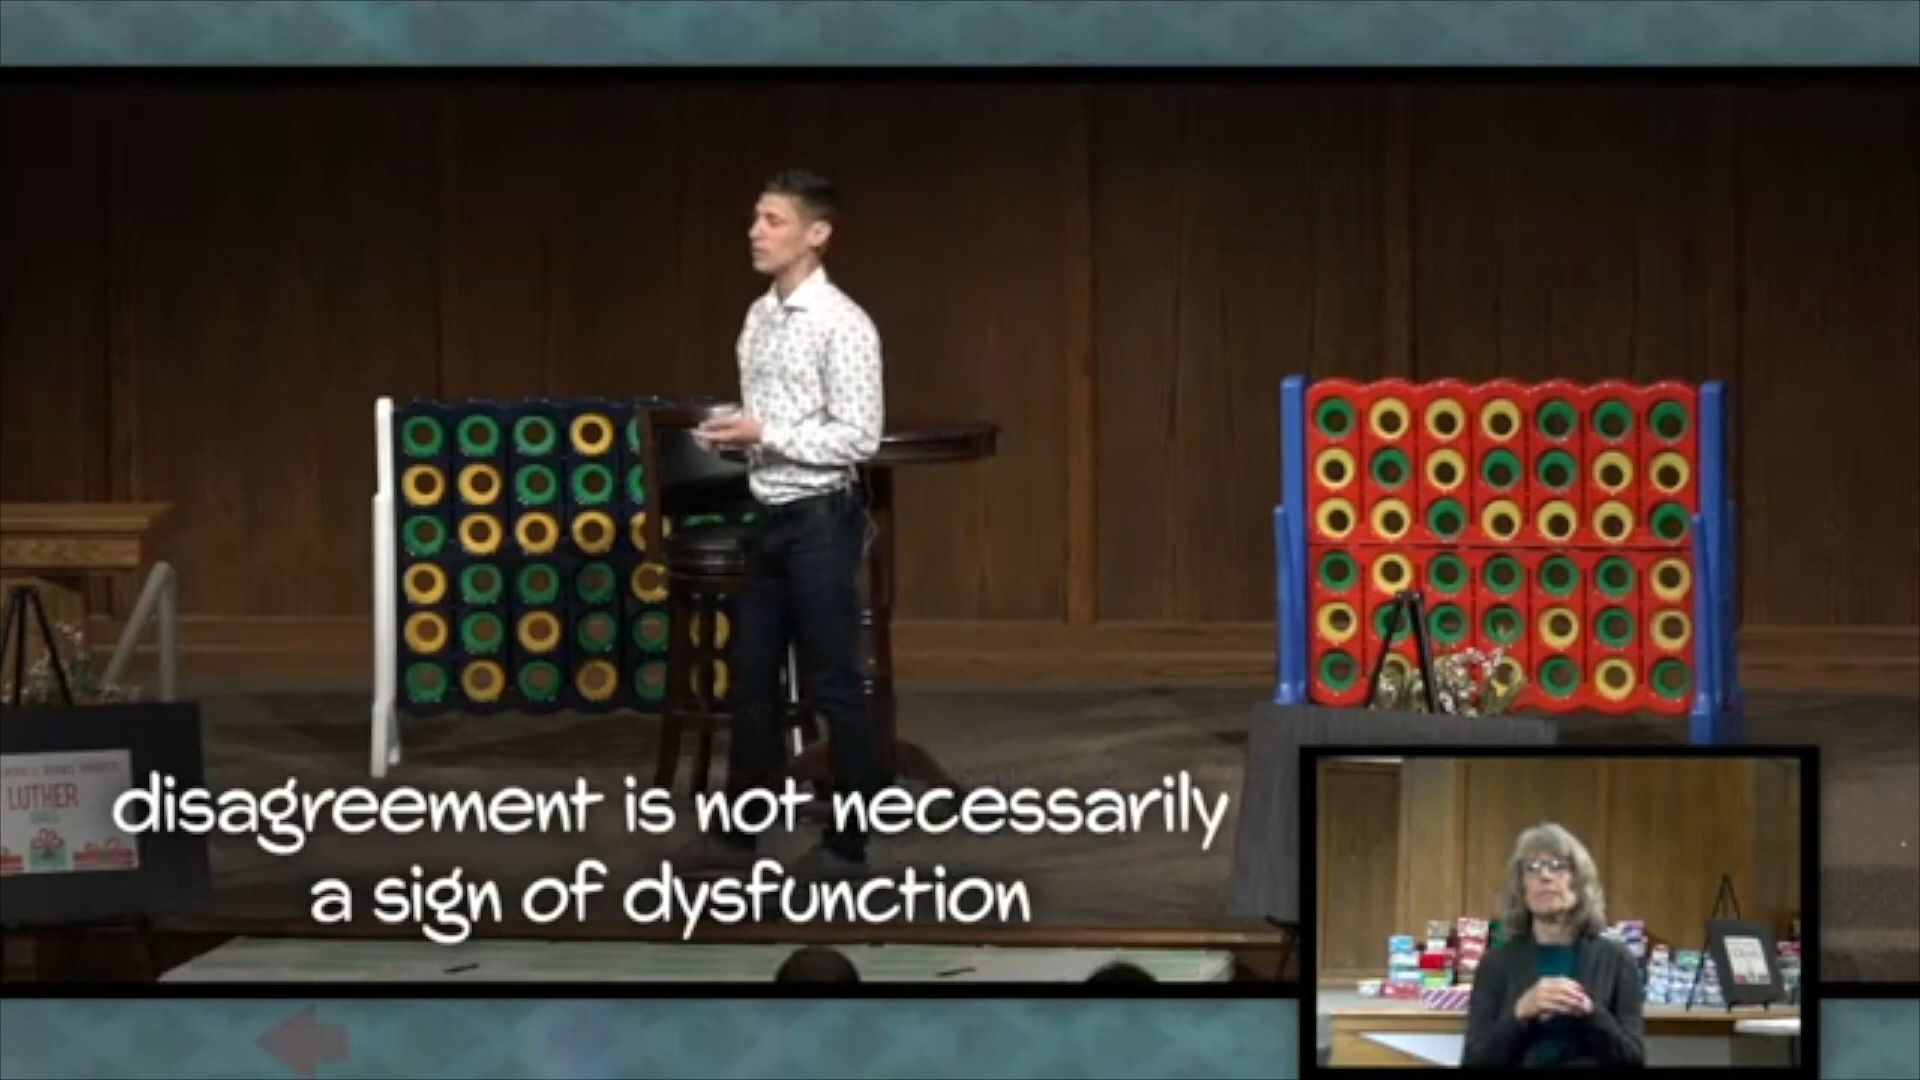 LUTHER
disagreement is not necessarily
a sign of dysfunction